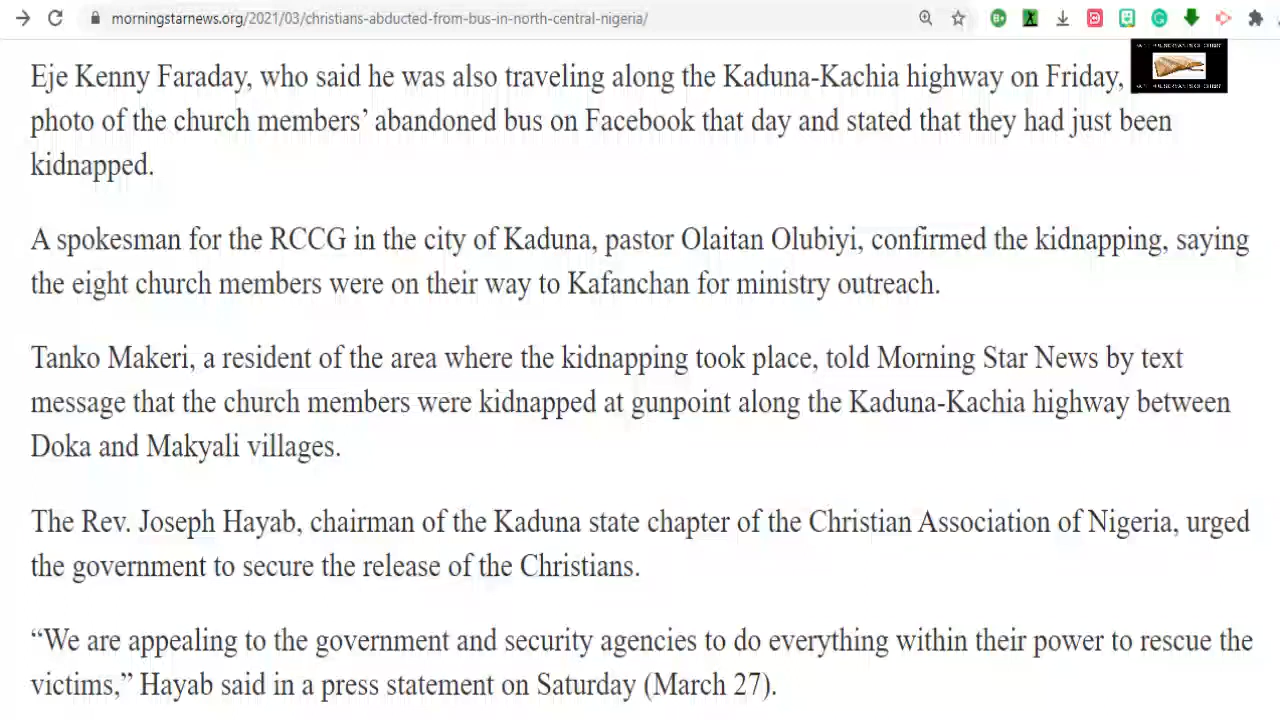 morningstarnews.org/2021/03/christians-abducted-from-bus-in-north-central-nigeria/
Eje Kenny Faraday, who said he was also traveling along the Kaduna-Kachia highway on Friday,
photo of the church members’ abandoned bus on Facebook that day and stated that they had just been
kidnapped.
A spokesman for the RCCG in the city of Kaduna, pastor Olaitan Olubiyi, confirmed the kidnapping, saying
the eight church members were on their way to Kafanchan for ministry outreach.
Tanko Makeri, a resident of the area where the kidnapping took place, told Morning Star News by text
message that the church members were kidnapped at gunpoint along the Kaduna-Kachia highway between
Doka and Makyali villages.
The Rev. Joseph Hayab, chairman of the Kaduna state chapter of the Christian Association of Nigeria, urged
the government to secure the release of the Christians.
“We are appealing to the government and security agencies to do everything within their power to rescue the
victims,” Hayab said in a press statement on Saturday (March 27).